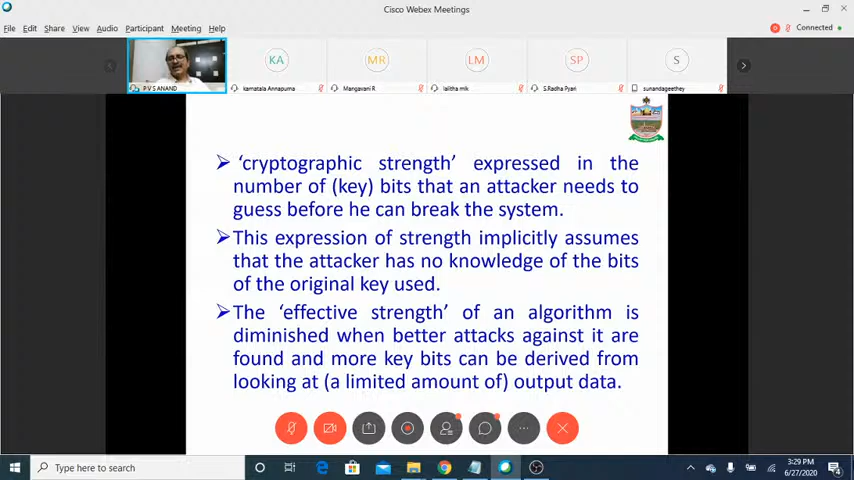 Cisco Webex Meetings
File Edit Share View Audio Participant Meeting Help
Connected
KA
MR
LM
SP
S
P V S ANAND
kamatala Annapurna
Mangavani R
lalitha mlk
S.Radha Pyari
sunandageethey
‘cryptographic strength’ expressed in the
number of (key) bits that an attacker needs to
guess before he can break the system.
This expression of strength implicitly assumes
that the attacker has no knowledge of the bits
of the original key used.
The ‘effective strength’ of an algorithm is
diminished when better attacks against it are
found and more key bits can be derived from
looking at (a limited amount of) output data.
Type here to search
3:29 PM
6/27/2020
4